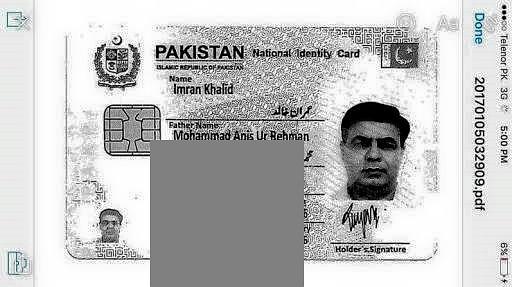 Telenor PK 3G 5:00 PM 6%
Done 20170105032909.pdf
Aa
PAKISTAN National Identity Card
ISLAMIC REPUBLIC OF PAKISTAN
Name
Imran Khalid
عمران خالد
Father Name
Mohammad Anis Ur Rehman
Holder's Signature